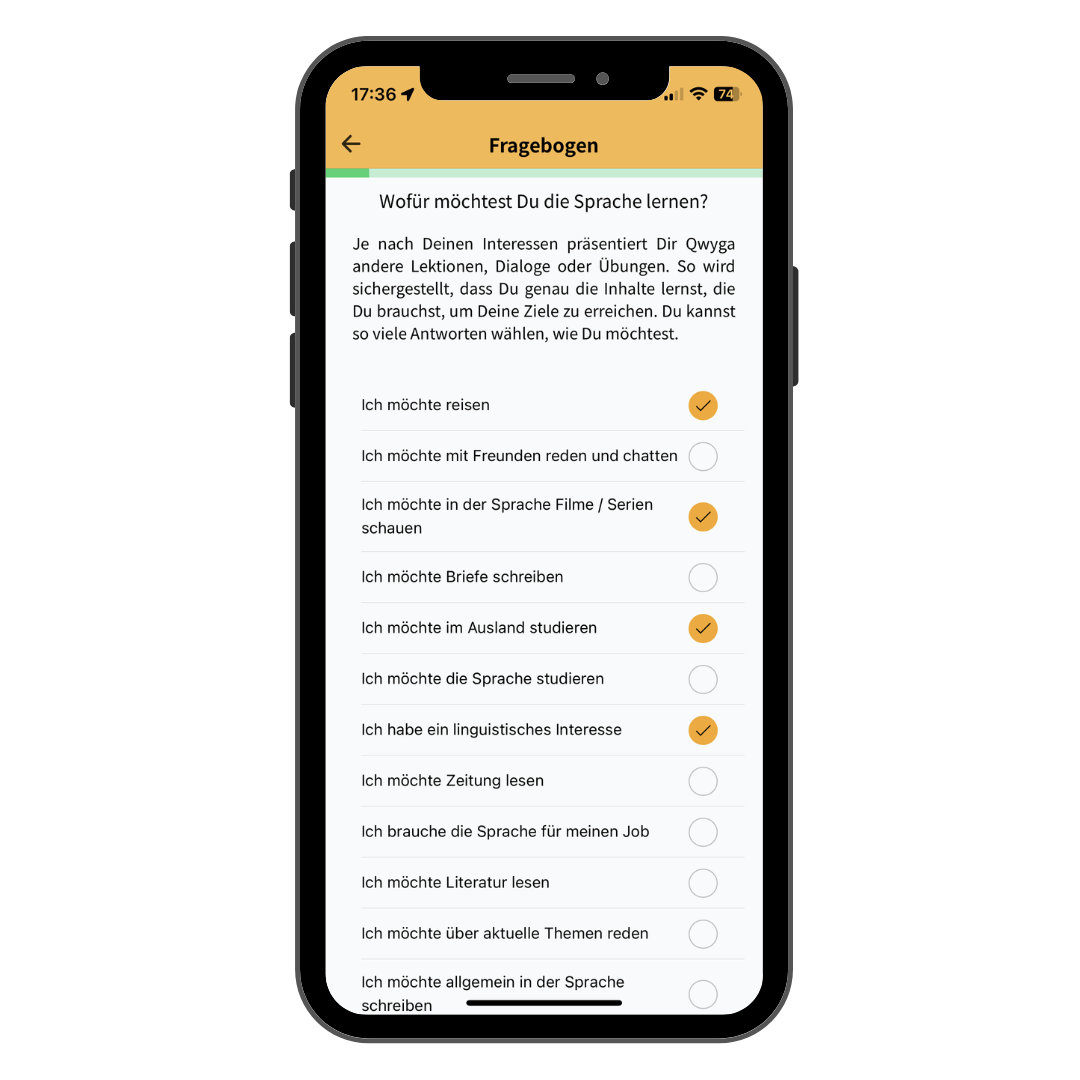 17:36
74
Fragebogen
Wofür möchtest Du die Sprache lernen?
Je nach Deinen Interessen präsentiert Dir Qwyga
andere Lektionen, Dialoge oder Übungen. So wird
sichergestellt, dass Du genau die Inhalte lernst, die
Du brauchst, um Deine Ziele zu erreichen. Du kannst
so viele Antworten wählen, wie Du möchtest.
Ich möchte reisen
Ich möchte mit Freunden reden und chatten
Ich möchte in der Sprache Filme / Serien
schauen
Ich möchte Briefe schreiben
Ich möchte im Ausland studieren
Ich möchte die Sprache studieren
Ich habe ein linguistisches Interesse
Ich möchte Zeitung lesen
Ich brauche die Sprache für meinen Job
Ich möchte Literatur lesen
Ich möchte über aktuelle Themen reden
Ich möchte allgemein in der Sprache
schreiben